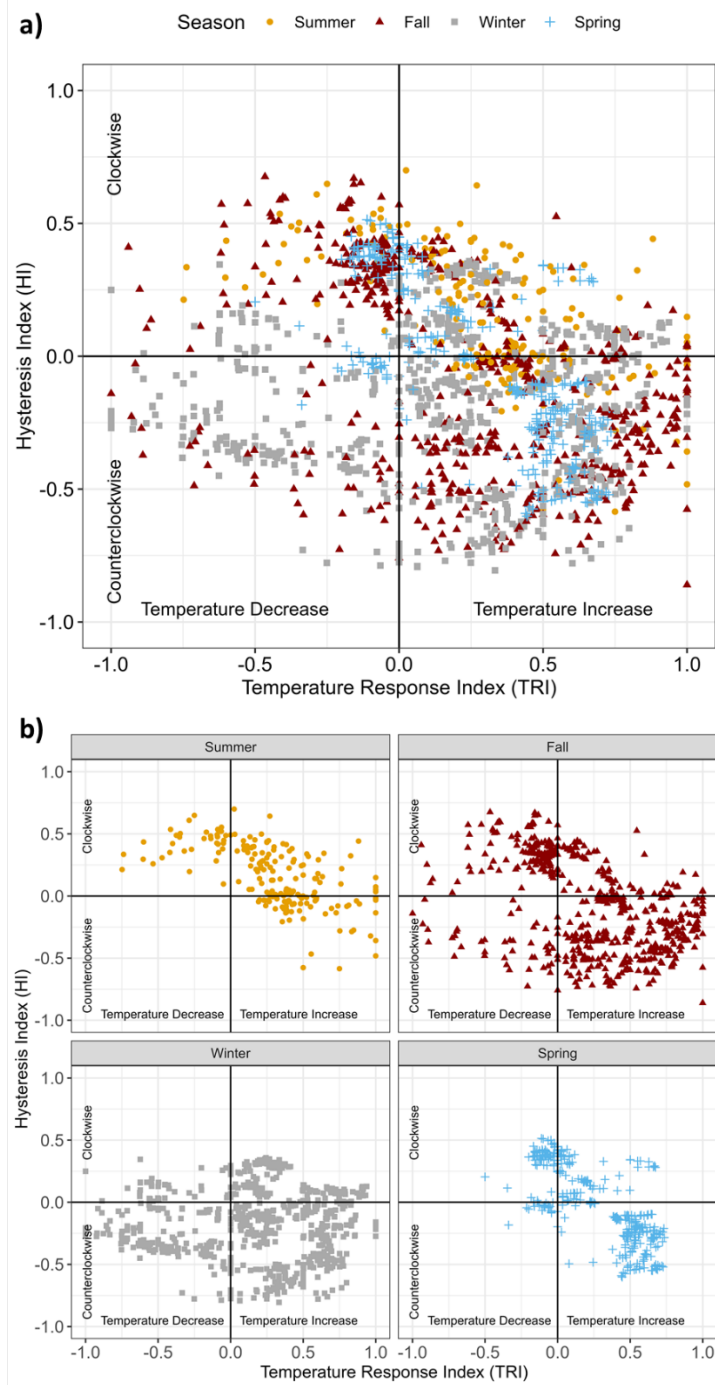 a)
Season Summer Fall Winter Spring
1.0
0.5
0.0
-0.5
-1.0
Hysteresis Index (HI)
Clockwise
Counterclockwise
Temperature Decrease Temperature Increase
-1.0 -0.5 0.0 0.5 1.0
Temperature Response Index (TRI)
b)
Summer Fall
1.0
0.5
0.0
-0.5
-1.0
Clockwise
Counterclockwise
Temperature Decrease Temperature Increase
Clockwise
Counterclockwise
Temperature Decrease Temperature Increase
Hysteresis Index (HI)
Winter Spring
1.0
0.5
0.0
-0.5
-1.0
Clockwise
Counterclockwise
Temperature Decrease Temperature Increase
Clockwise
Counterclockwise
Temperature Decrease Temperature Increase
-1.0 -0.5 0.0 0.5 1.0 -1.0 -0.5 0.0 0.5 1.0
Temperature Response Index (TRI)